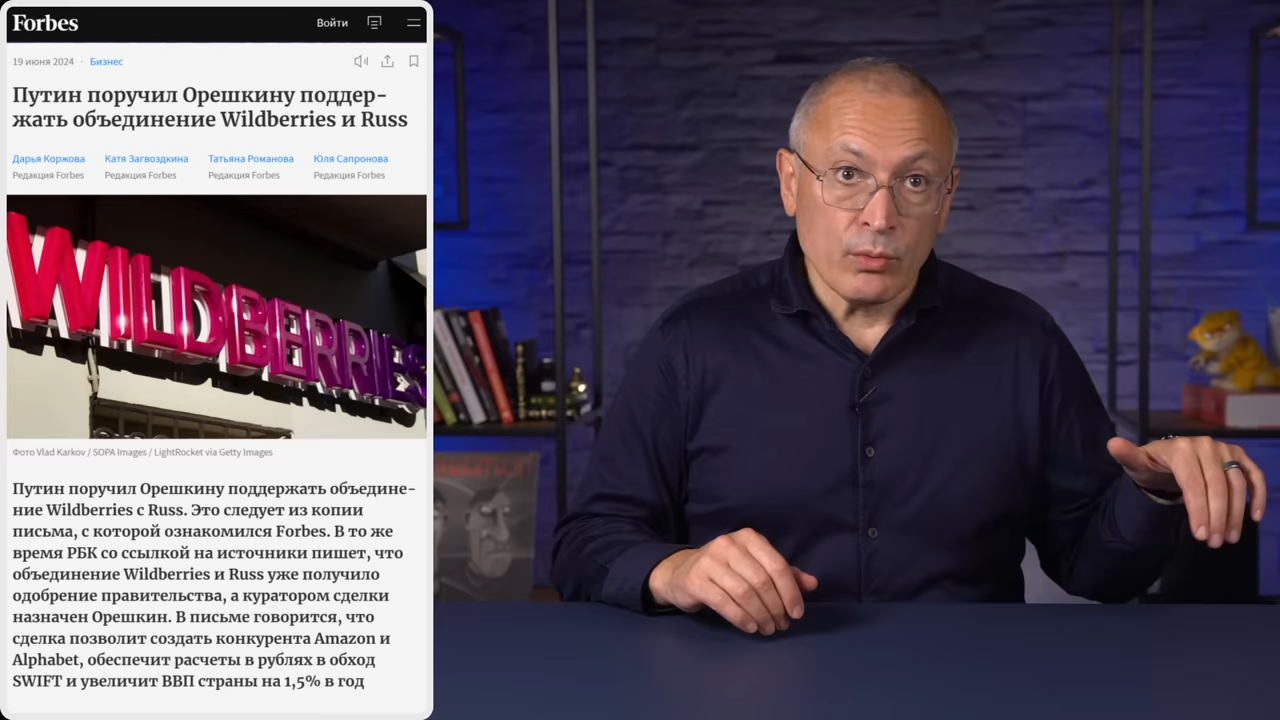 Forbes
Войти
19 июня 2024 · Бизнес
Путин поручил Орешкину поддер-
жать объединение Wildberries и Russ
Дарья Коржова Катя Загвоздкина Татьяна Романова Юля Сапронова
Редакция Forbes Редакция Forbes Редакция Forbes Редакция Forbes
WILDBERRIES
Фото Vlad Karkov / SOPA Images / LightRocket via Getty Images
Путин поручил Орешкину поддержать объедине-
ние Wildberries с Russ. Это следует из копии
письма, с которой ознакомился Forbes. В то же
время РБК со ссылкой на источники пишет, что
объединение Wildberries и Russ уже получило
одобрение правительства, а куратором сделки
назначен Орешкин. В письме говорится, что
сделка позволит создать конкурента Amazon и
Alphabet, обеспечит расчеты в рублях в обход
SWIFT и увеличит ВВП страны на 1,5% в год